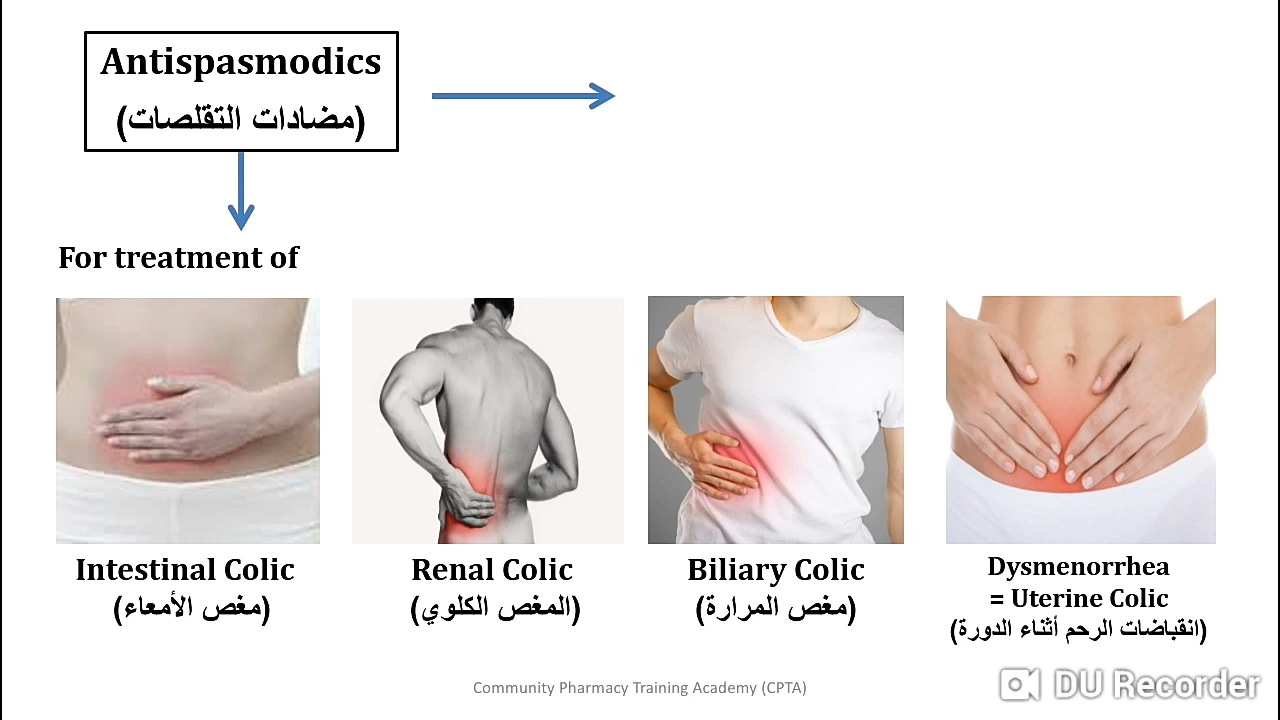 Antispasmodics
(مضادات التقلصات)
For treatment of
Intestinal Colic
(مغص الأمعاء)
Renal Colic
(المغص الكلوي)
Biliary Colic
(مغص المرارة)
Dysmenorrhea
= Uterine Colic
(انقباضات الرحم أثناء الدورة)
Community Pharmacy Training Academy (CPTA)
DU Recorder